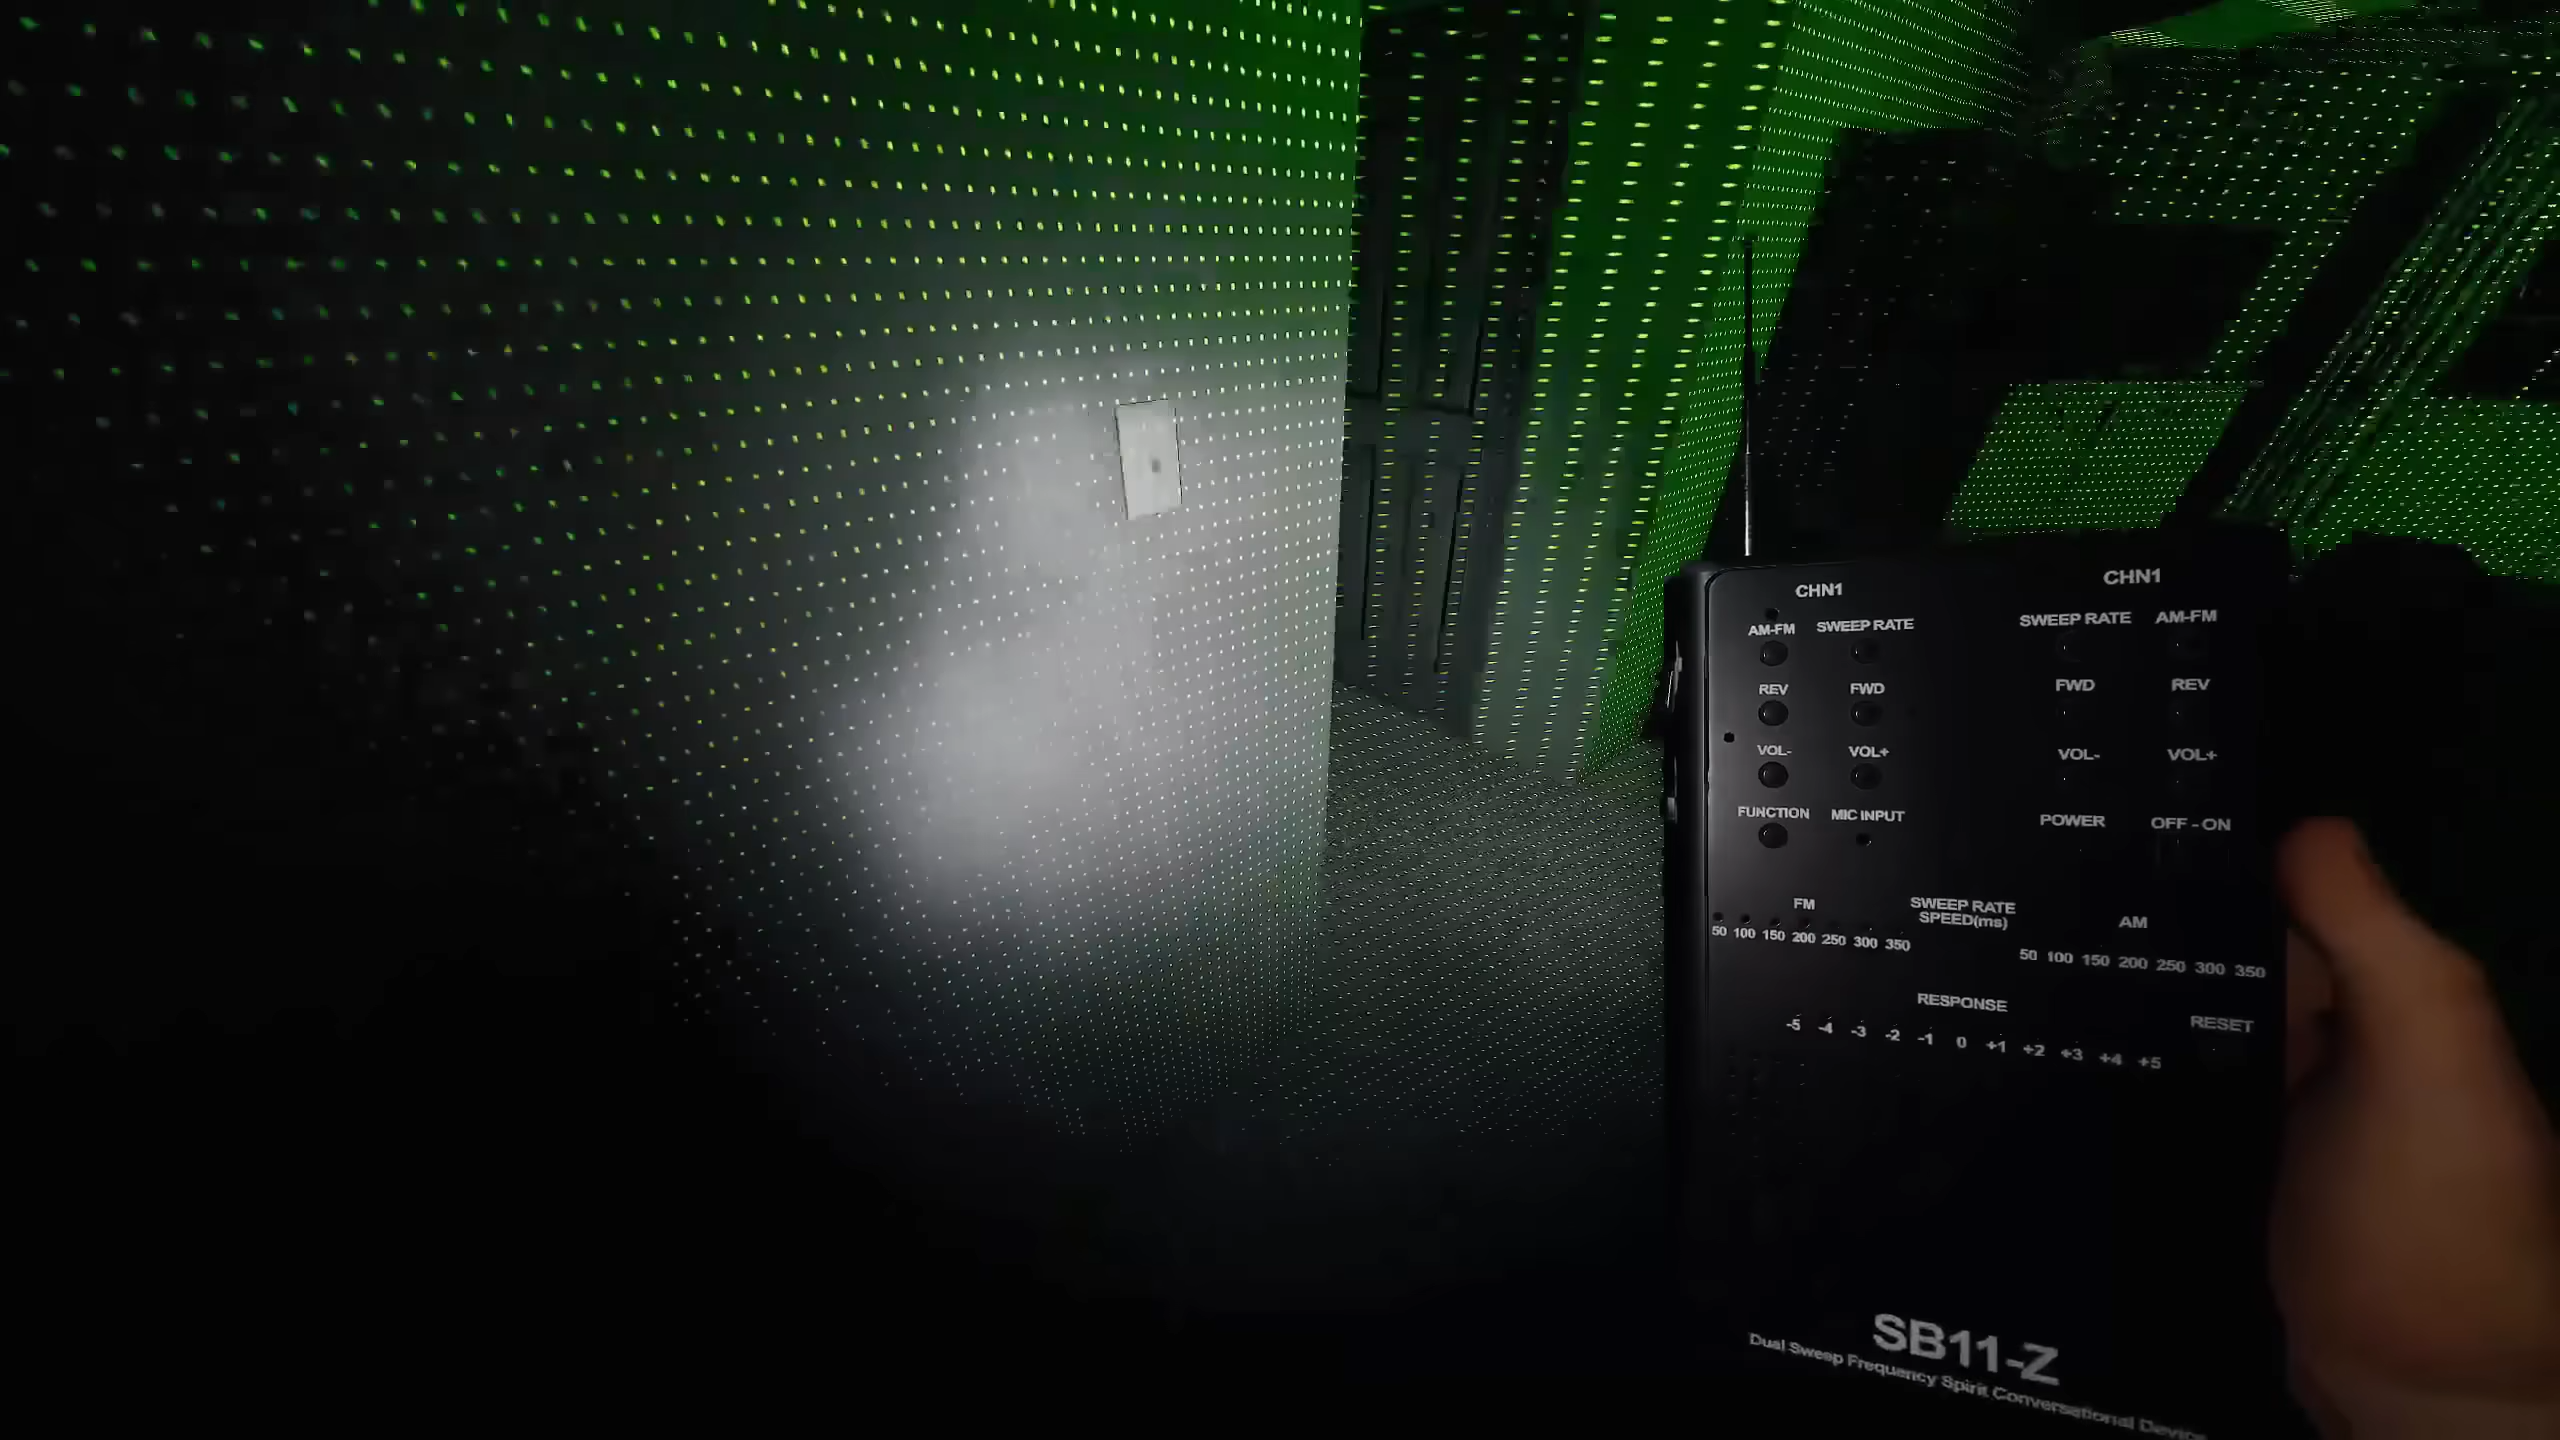 CHN1 CHN1
AM-FM SWEEP RATE SWEEP RATE AM-FM
REV FWD FWD REV
VOL- VOL+ VOL- VOL+
FUNCTION MIC INPUT POWER OFF - ON
FM SWEEP RATE AM
SPEED(ms)
50 100 150 200 250 300 350 50 100 150 200 250 300 350
RESPONSE
RESET
-5 -4 -3 -2 -1 0 +1 +2 +3 +4 +5
SB11-Z
Dual Sweep Frequency Spirit Conversational Device